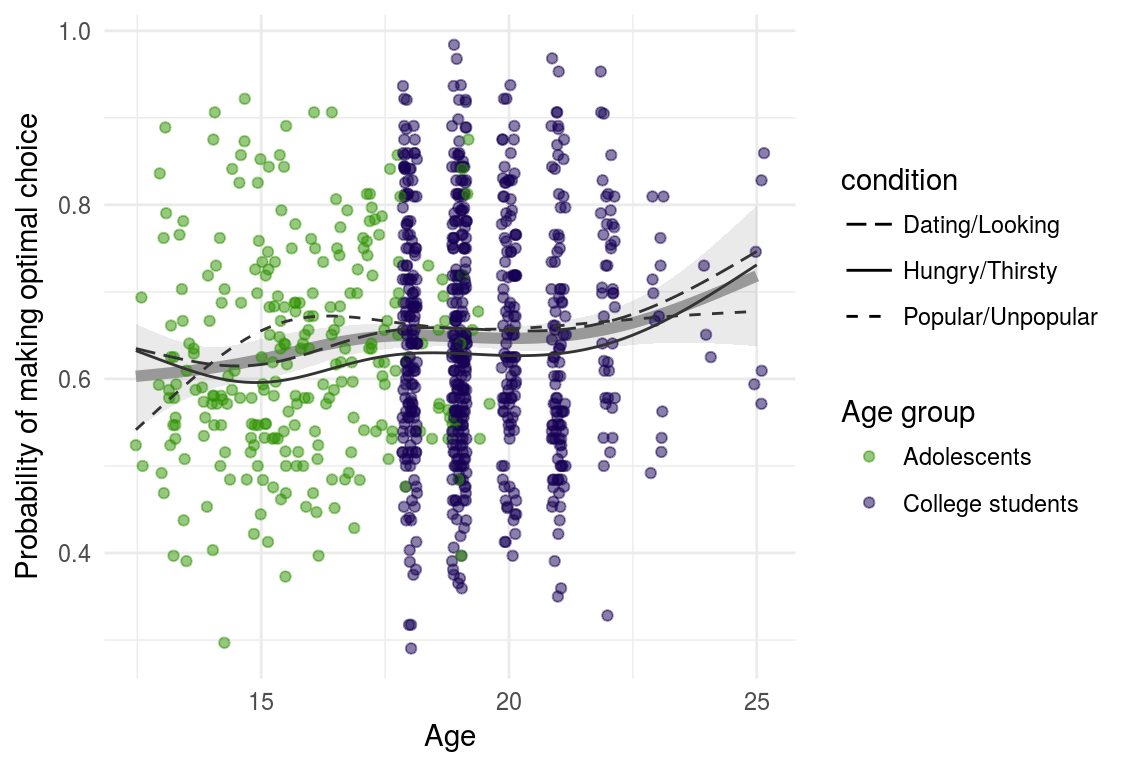 Probability of making optimal choice
1.0
0.8
0.6
0.4
15
20
25
Age
condition
Dating/Looking
Hungry/Thirsty
Popular/Unpopular
Age group
Adolescents
College students